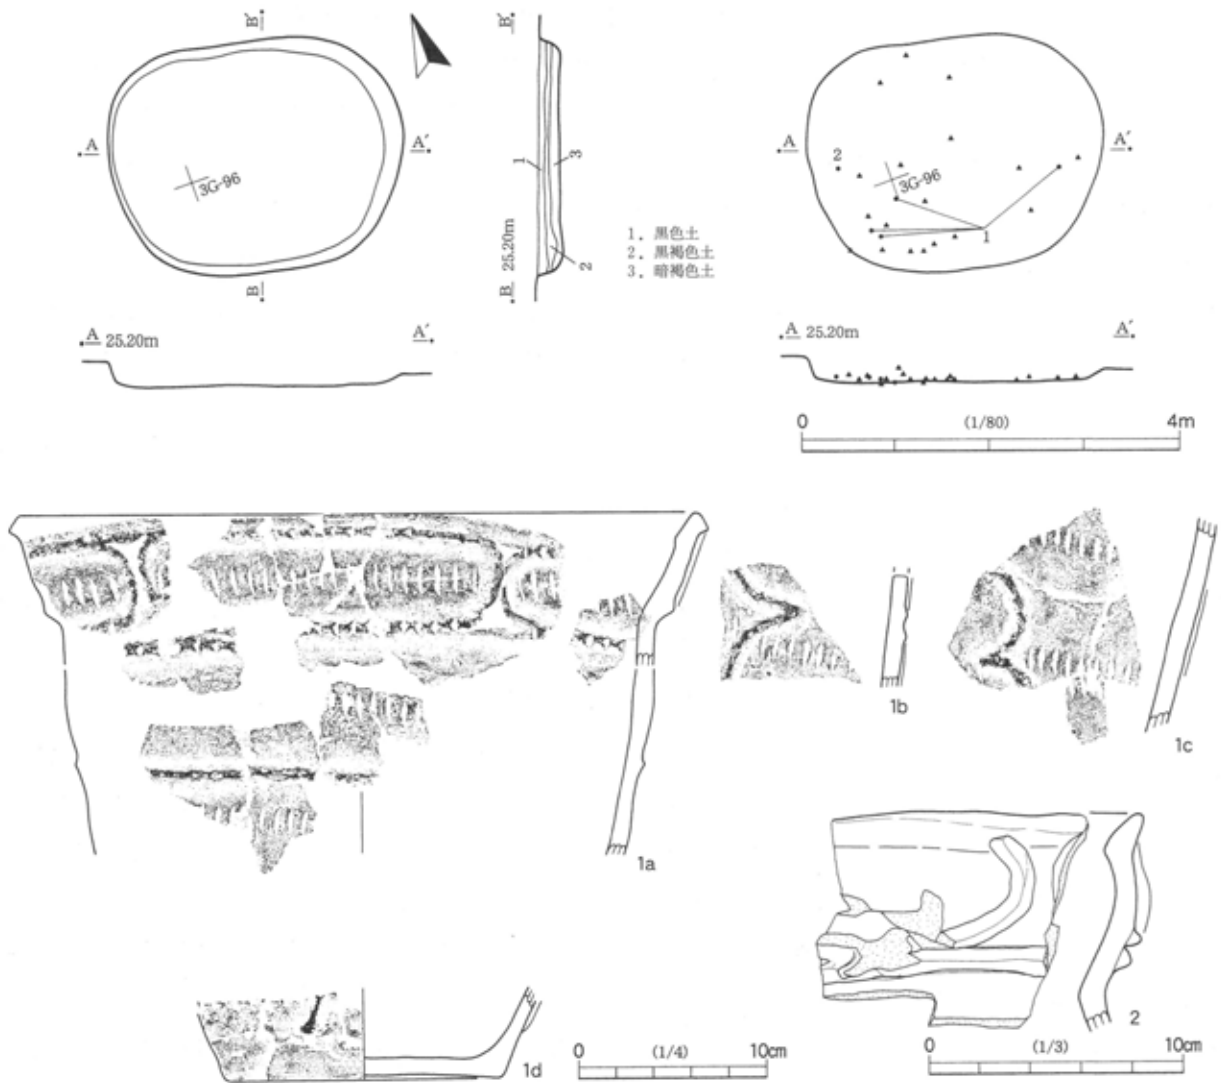 B′
B′
A
A′
3G-96
B
1
3
2
B 25.20m
1．黒色土
2．黒褐色土
3．暗褐色土
A
A′
2
3G-96
1
A 25.20m
A′
A 25.20m
A′
0 (1/80) 4m
1a
1b
1c
1d
0 (1/4) 10cm
2
0 (1/3) 10cm